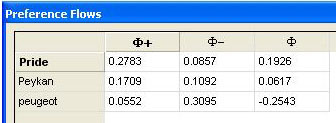 Preference Flows
Φ+ Φ− Φ
Pride 0.2783 0.0857 0.1926
Peykan 0.1709 0.1092 0.0617
peugeot 0.0552 0.3095 -0.2543